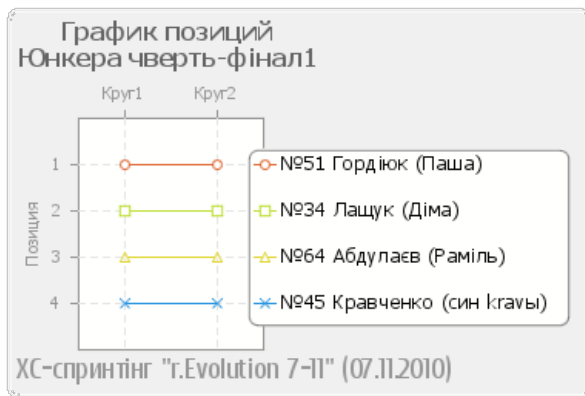 График позиций
Юнкера чверть-фінал1
Круг1 Круг2
Позиция
1
2
3
4
№51 Гордіюк (Паша)
№34 Лащук (Діма)
№64 Абдулаєв (Раміль)
№45 Кравченко (син kravы)
XC-спринтінг "r.Evolution 7-11" (07.11.2010)